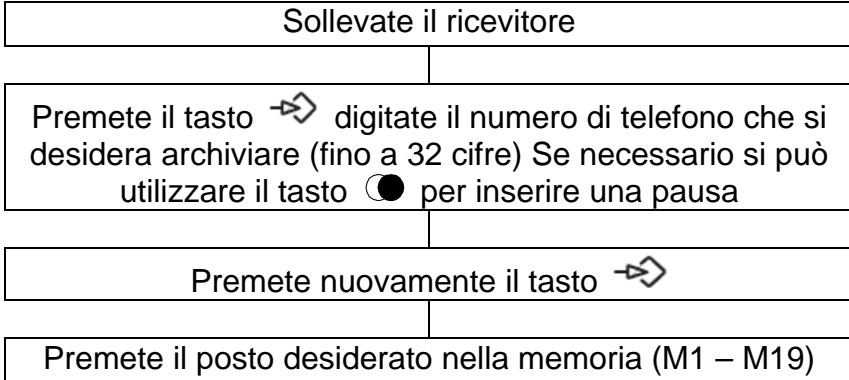 Sollevate il ricevitore
Premete il tasto digitate il numero di telefono che si
desidera archiviare (fino a 32 cifre) Se necessario si può
utilizzare il tasto per inserire una pausa
Premete nuovamente il tasto
Premete il posto desiderato nella memoria (M1 – M19)